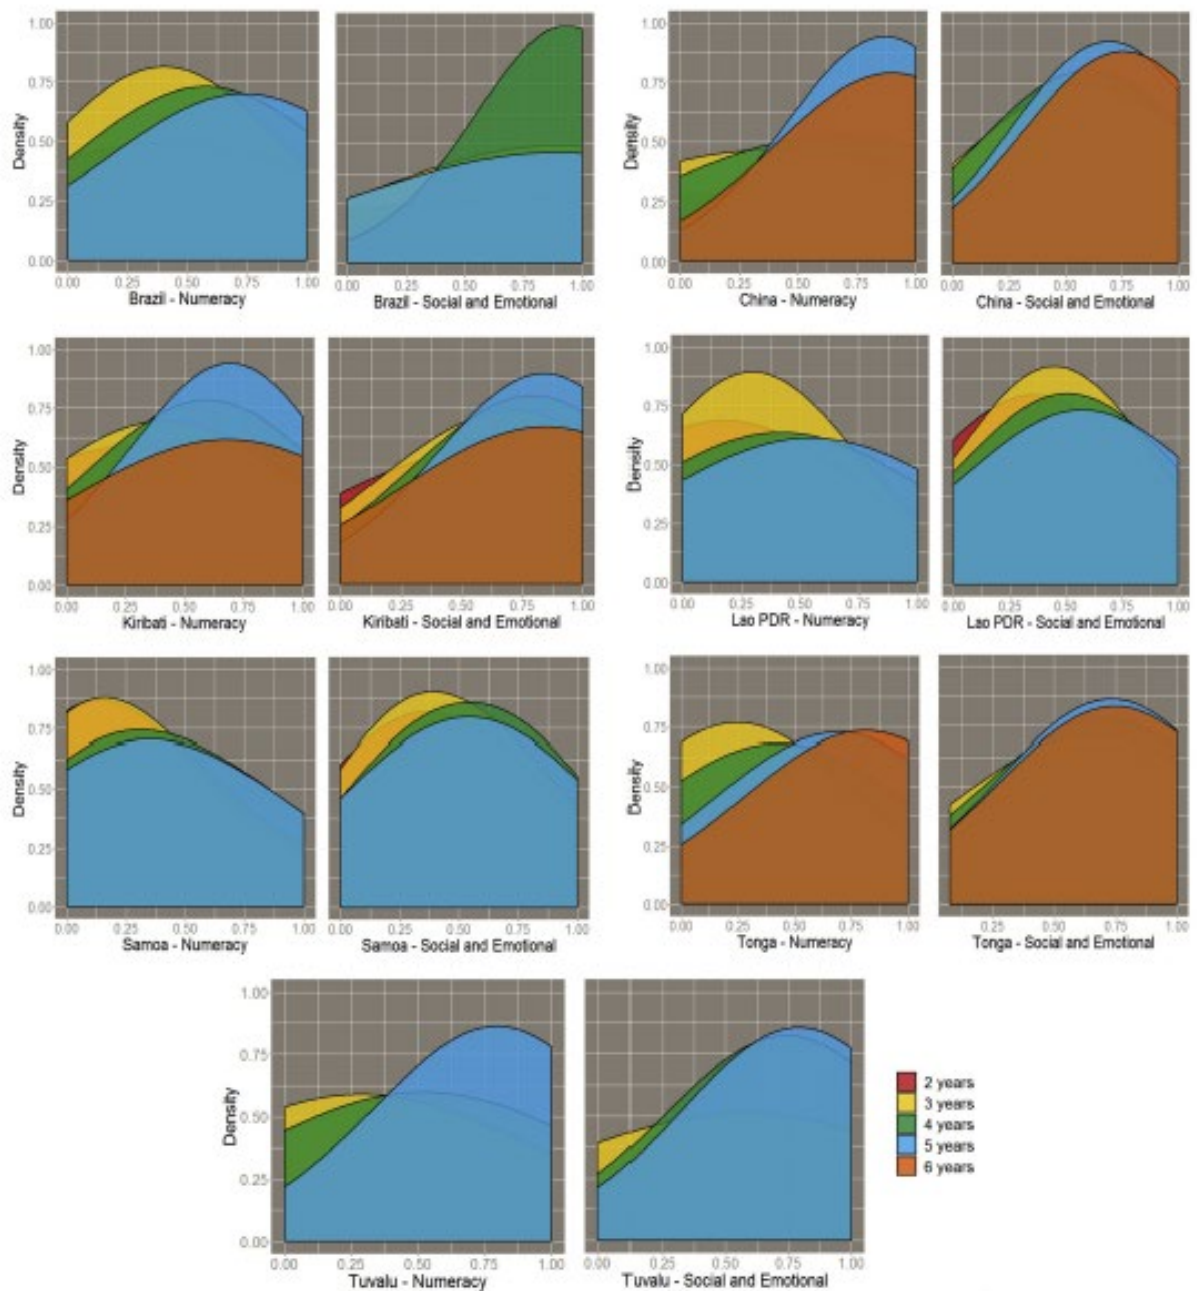 1.00
0.75
0.50
0.25
0.00
Density
0.00 0.25 0.50 0.75 1.00
Brazil - Numeracy
0.00 0.25 0.50 0.75 1.00
Brazil - Social and Emotional
1.00
0.75
0.50
0.25
0.00
Density
0.00 0.25 0.50 0.75 1.00
China - Numeracy
0.00 0.25 0.50 0.75 1.00
China - Social and Emotional
1.00
0.75
0.50
0.25
0.00
Density
0.00 0.25 0.50 0.75 1.00
Kiribati - Numeracy
0.00 0.25 0.50 0.75 1.00
Kiribati - Social and Emotional
1.00
0.75
0.50
0.25
0.00
Density
0.00 0.25 0.50 0.75 1.00
Lao PDR - Numeracy
0.00 0.25 0.50 0.75 1.00
Lao PDR - Social and Emotional
1.00
0.75
0.50
0.25
0.00
Density
0.00 0.25 0.50 0.75 1.00
Samoa - Numeracy
0.00 0.25 0.50 0.75 1.00
Samoa - Social and Emotional
1.00
0.75
0.50
0.25
0.00
Density
0.00 0.25 0.50 0.75 1.00
Tonga - Numeracy
0.25 0.50 0.75 1.00
Tonga - Social and Emotional
1.00
0.75
0.50
0.25
0.00
Density
0.00 0.25 0.50 0.75 1.00
Tuvalu - Numeracy
0.00 0.25 0.50 0.75 1.00
Tuvalu - Social and Emotional
2 years
3 years
4 years
5 years
6 years